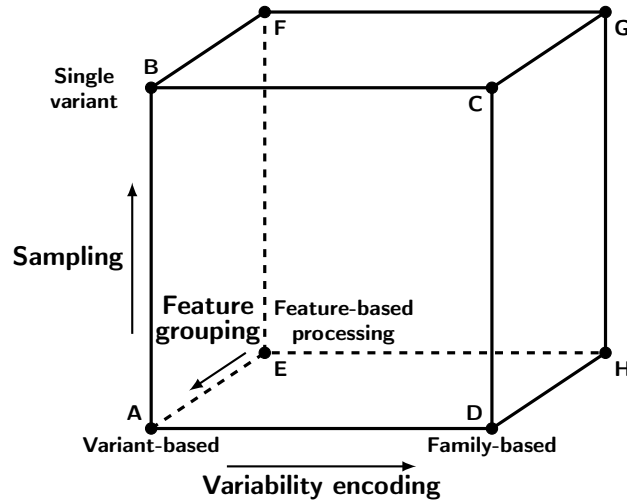 F
G
B
Single
variant
C
Sampling
Feature
grouping
Feature-based
processing
E
H
A
D
Variant-based
Family-based
Variability encoding